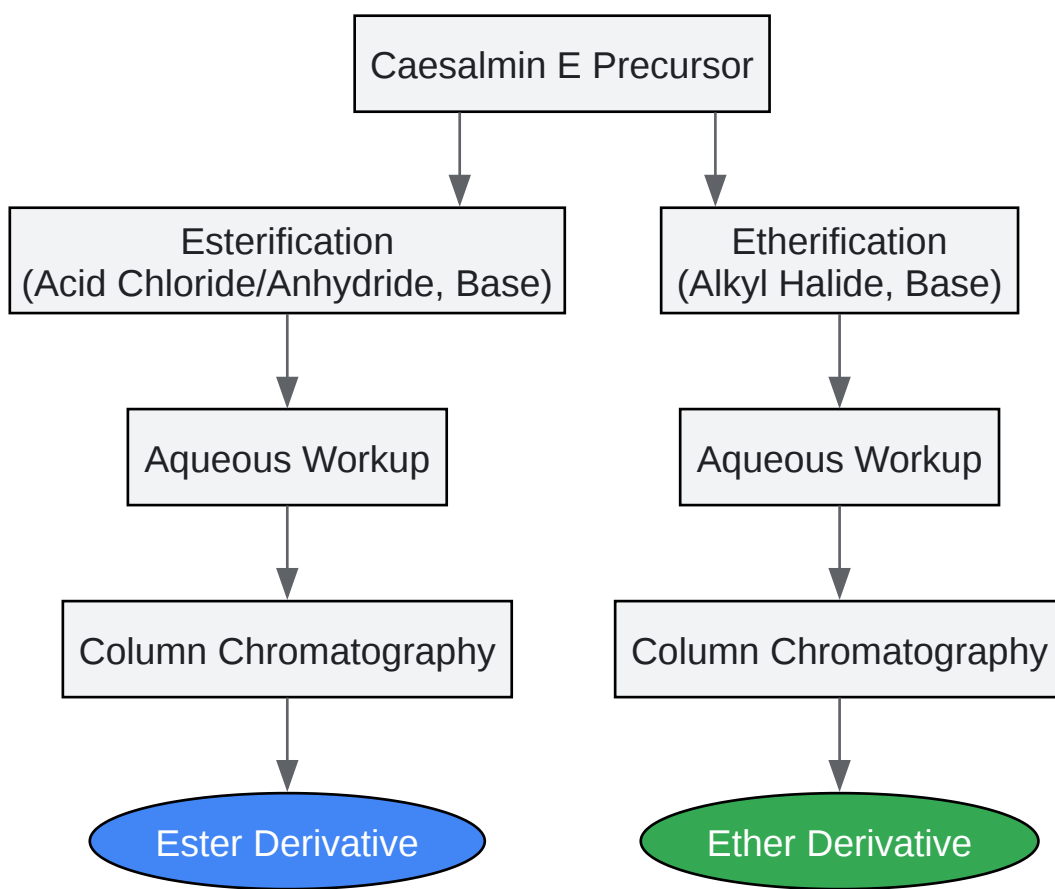 Caesalmin E Precursor
Esterification
(Acid Chloride/Anhydride, Base)
Etherification
(Alkyl Halide, Base)
Aqueous Workup
Aqueous Workup
Column Chromatography
Column Chromatography
Ester Derivative
Ether Derivative